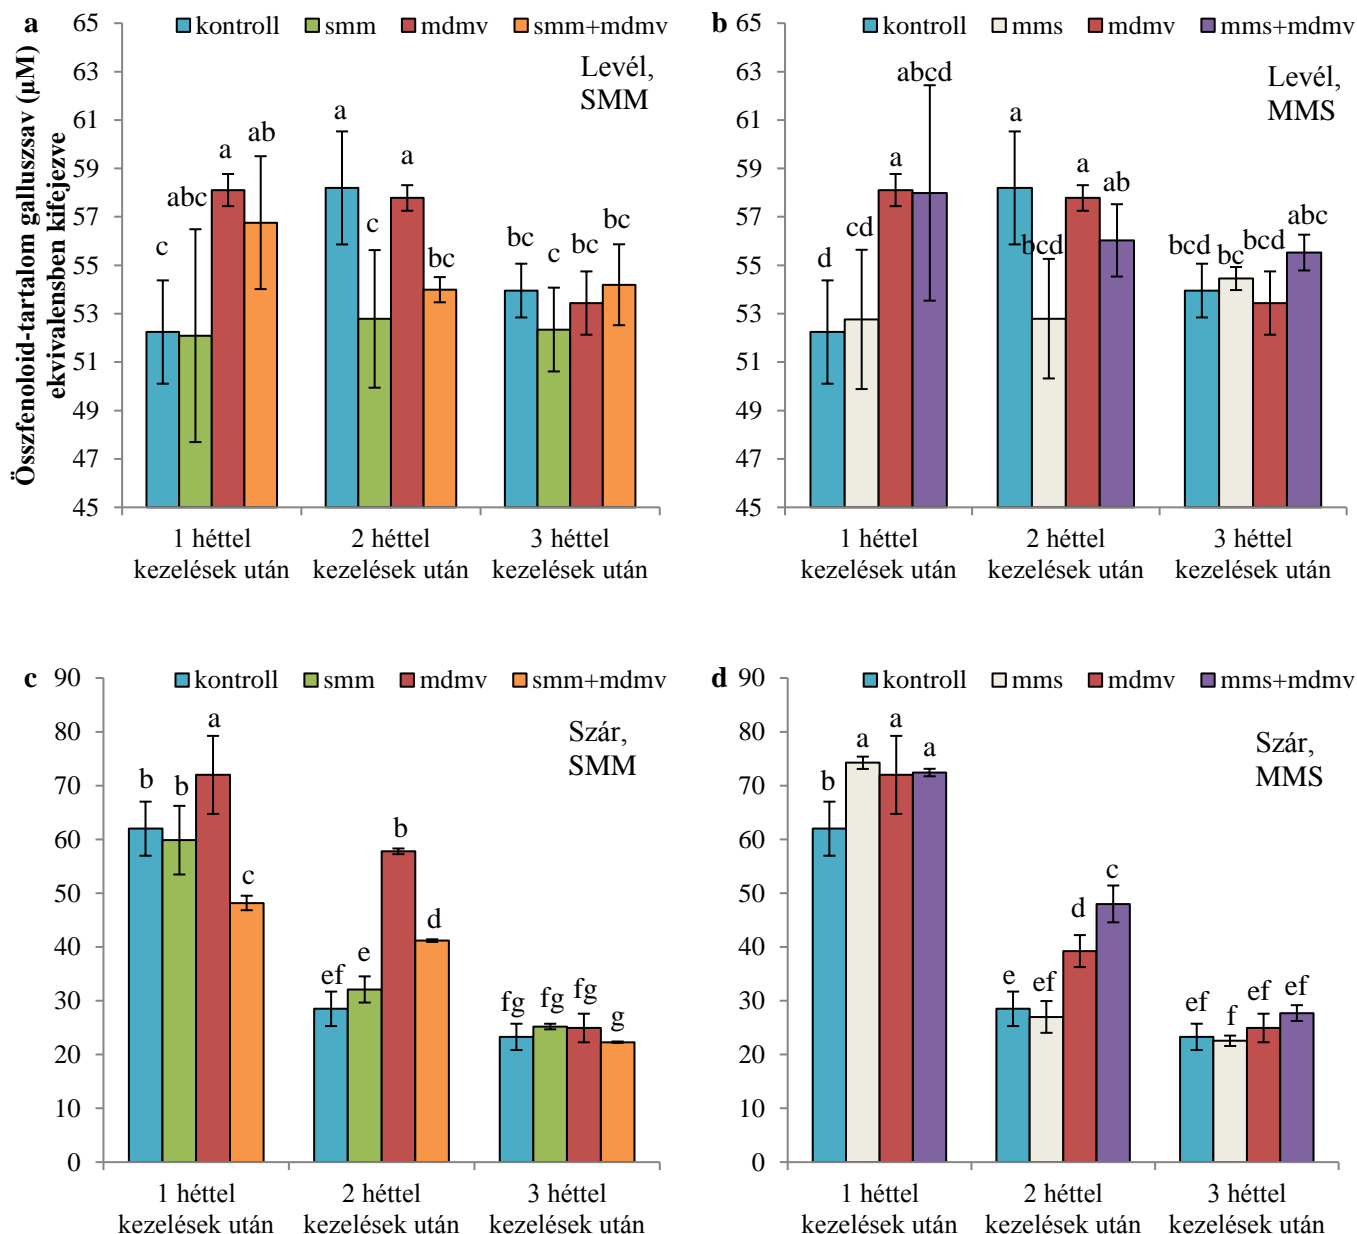 Összfenoloid-tartalom galluszsav (µM)
ekvivalensben kifejezve
a
kontroll smm mdmv smm+mdmv
Levél,
SMM
65
63
61
59
57
55
53
51
49
47
45
c abc a ab
a c a bc
bc c bc bc
1 héttel
kezelések után
2 héttel
kezelések után
3 héttel
kezelések után
b
kontroll mms mdmv mms+mdmv
Levél,
MMS
65
63
61
59
57
55
53
51
49
47
45
d cd a abcd
a bcd a ab
bcd bc bcd abc
1 héttel
kezelések után
2 héttel
kezelések után
3 héttel
kezelések után
c
kontroll smm mdmv smm+mdmv
Szár,
SMM
90
80
70
60
50
40
30
20
10
0
b b a c
ef e b d
fg fg fg g
1 héttel
kezelések után
2 héttel
kezelések után
3 héttel
kezelések után
d
kontroll mms mdmv mms+mdmv
Szár,
MMS
90
80
70
60
50
40
30
20
10
0
b a a a
e ef d c
ef f ef ef
1 héttel
kezelések után
2 héttel
kezelések után
3 héttel
kezelések után